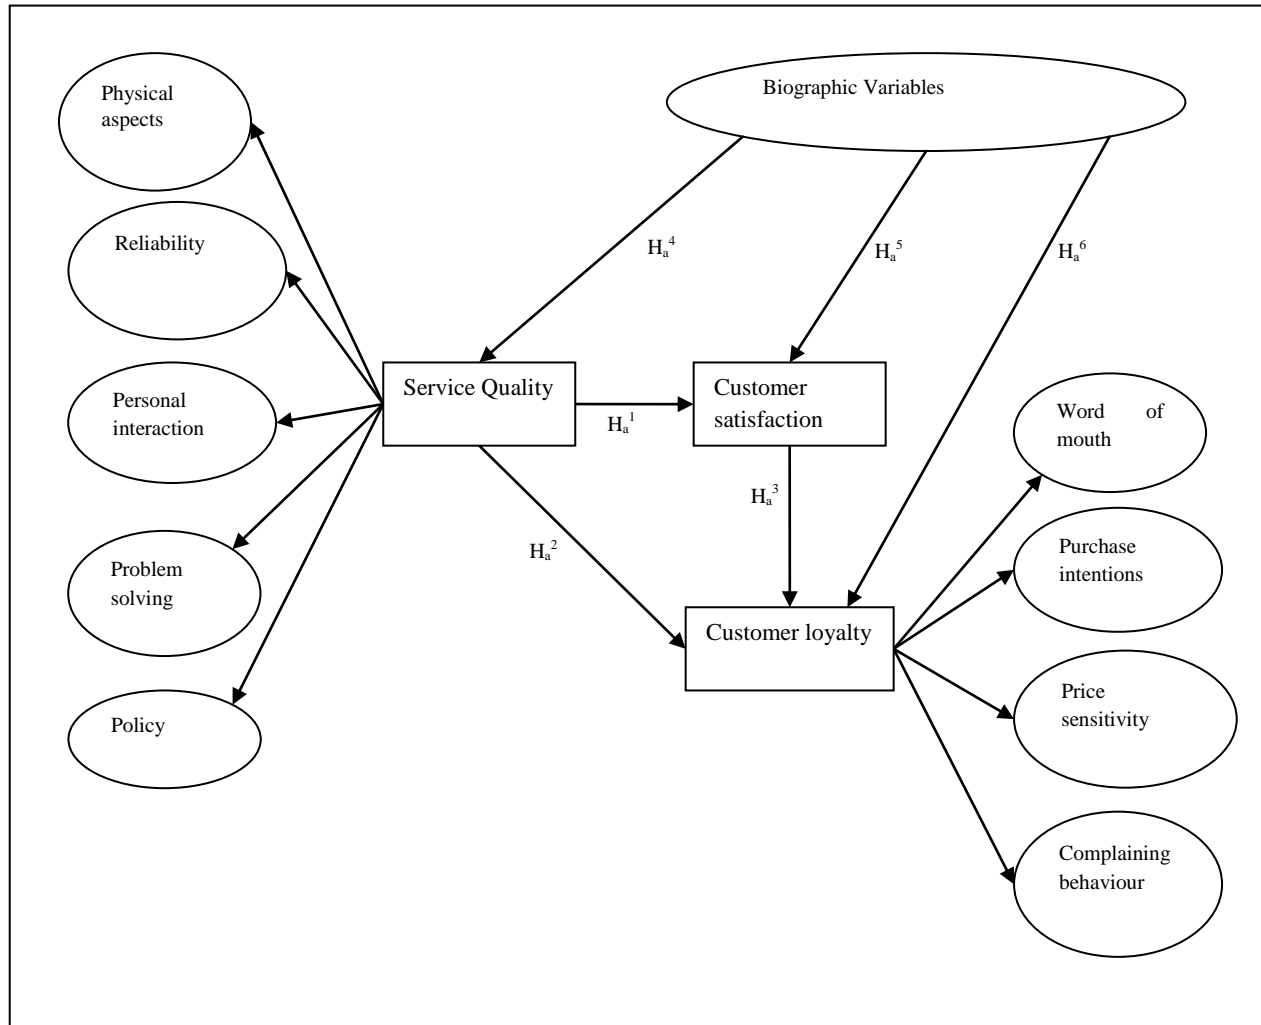 Physical
aspects
Biographic Variables
Reliability
Hₐ⁴
Hₐ⁵
Hₐ⁶
Personal
interaction
Service Quality
Customer
satisfaction
Hₐ¹
Word of
mouth
Hₐ³
Hₐ²
Purchase
intentions
Problem
solving
Customer loyalty
Price
sensitivity
Policy
Complaining
behaviour